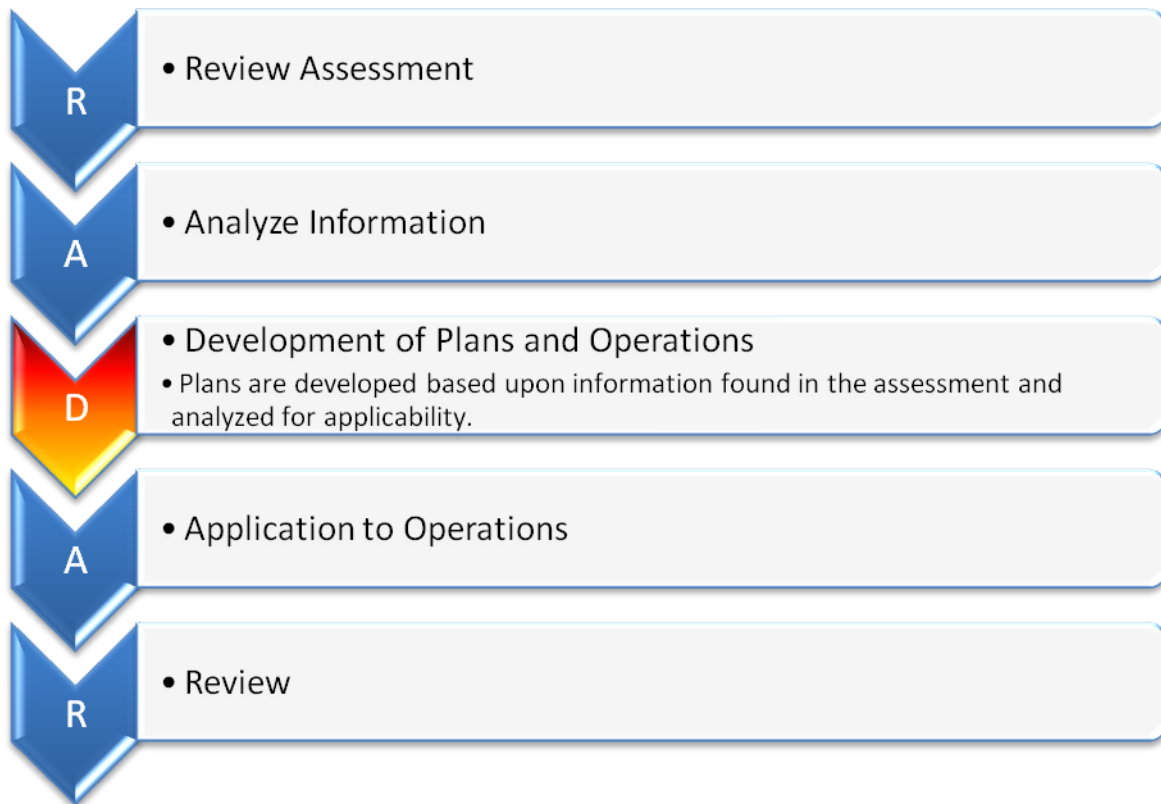 R
• Review Assessment
A
• Analyze Information
D
• Development of Plans and Operations
• Plans are developed based upon information found in the assessment and
analyzed for applicability.
A
• Application to Operations
R
• Review